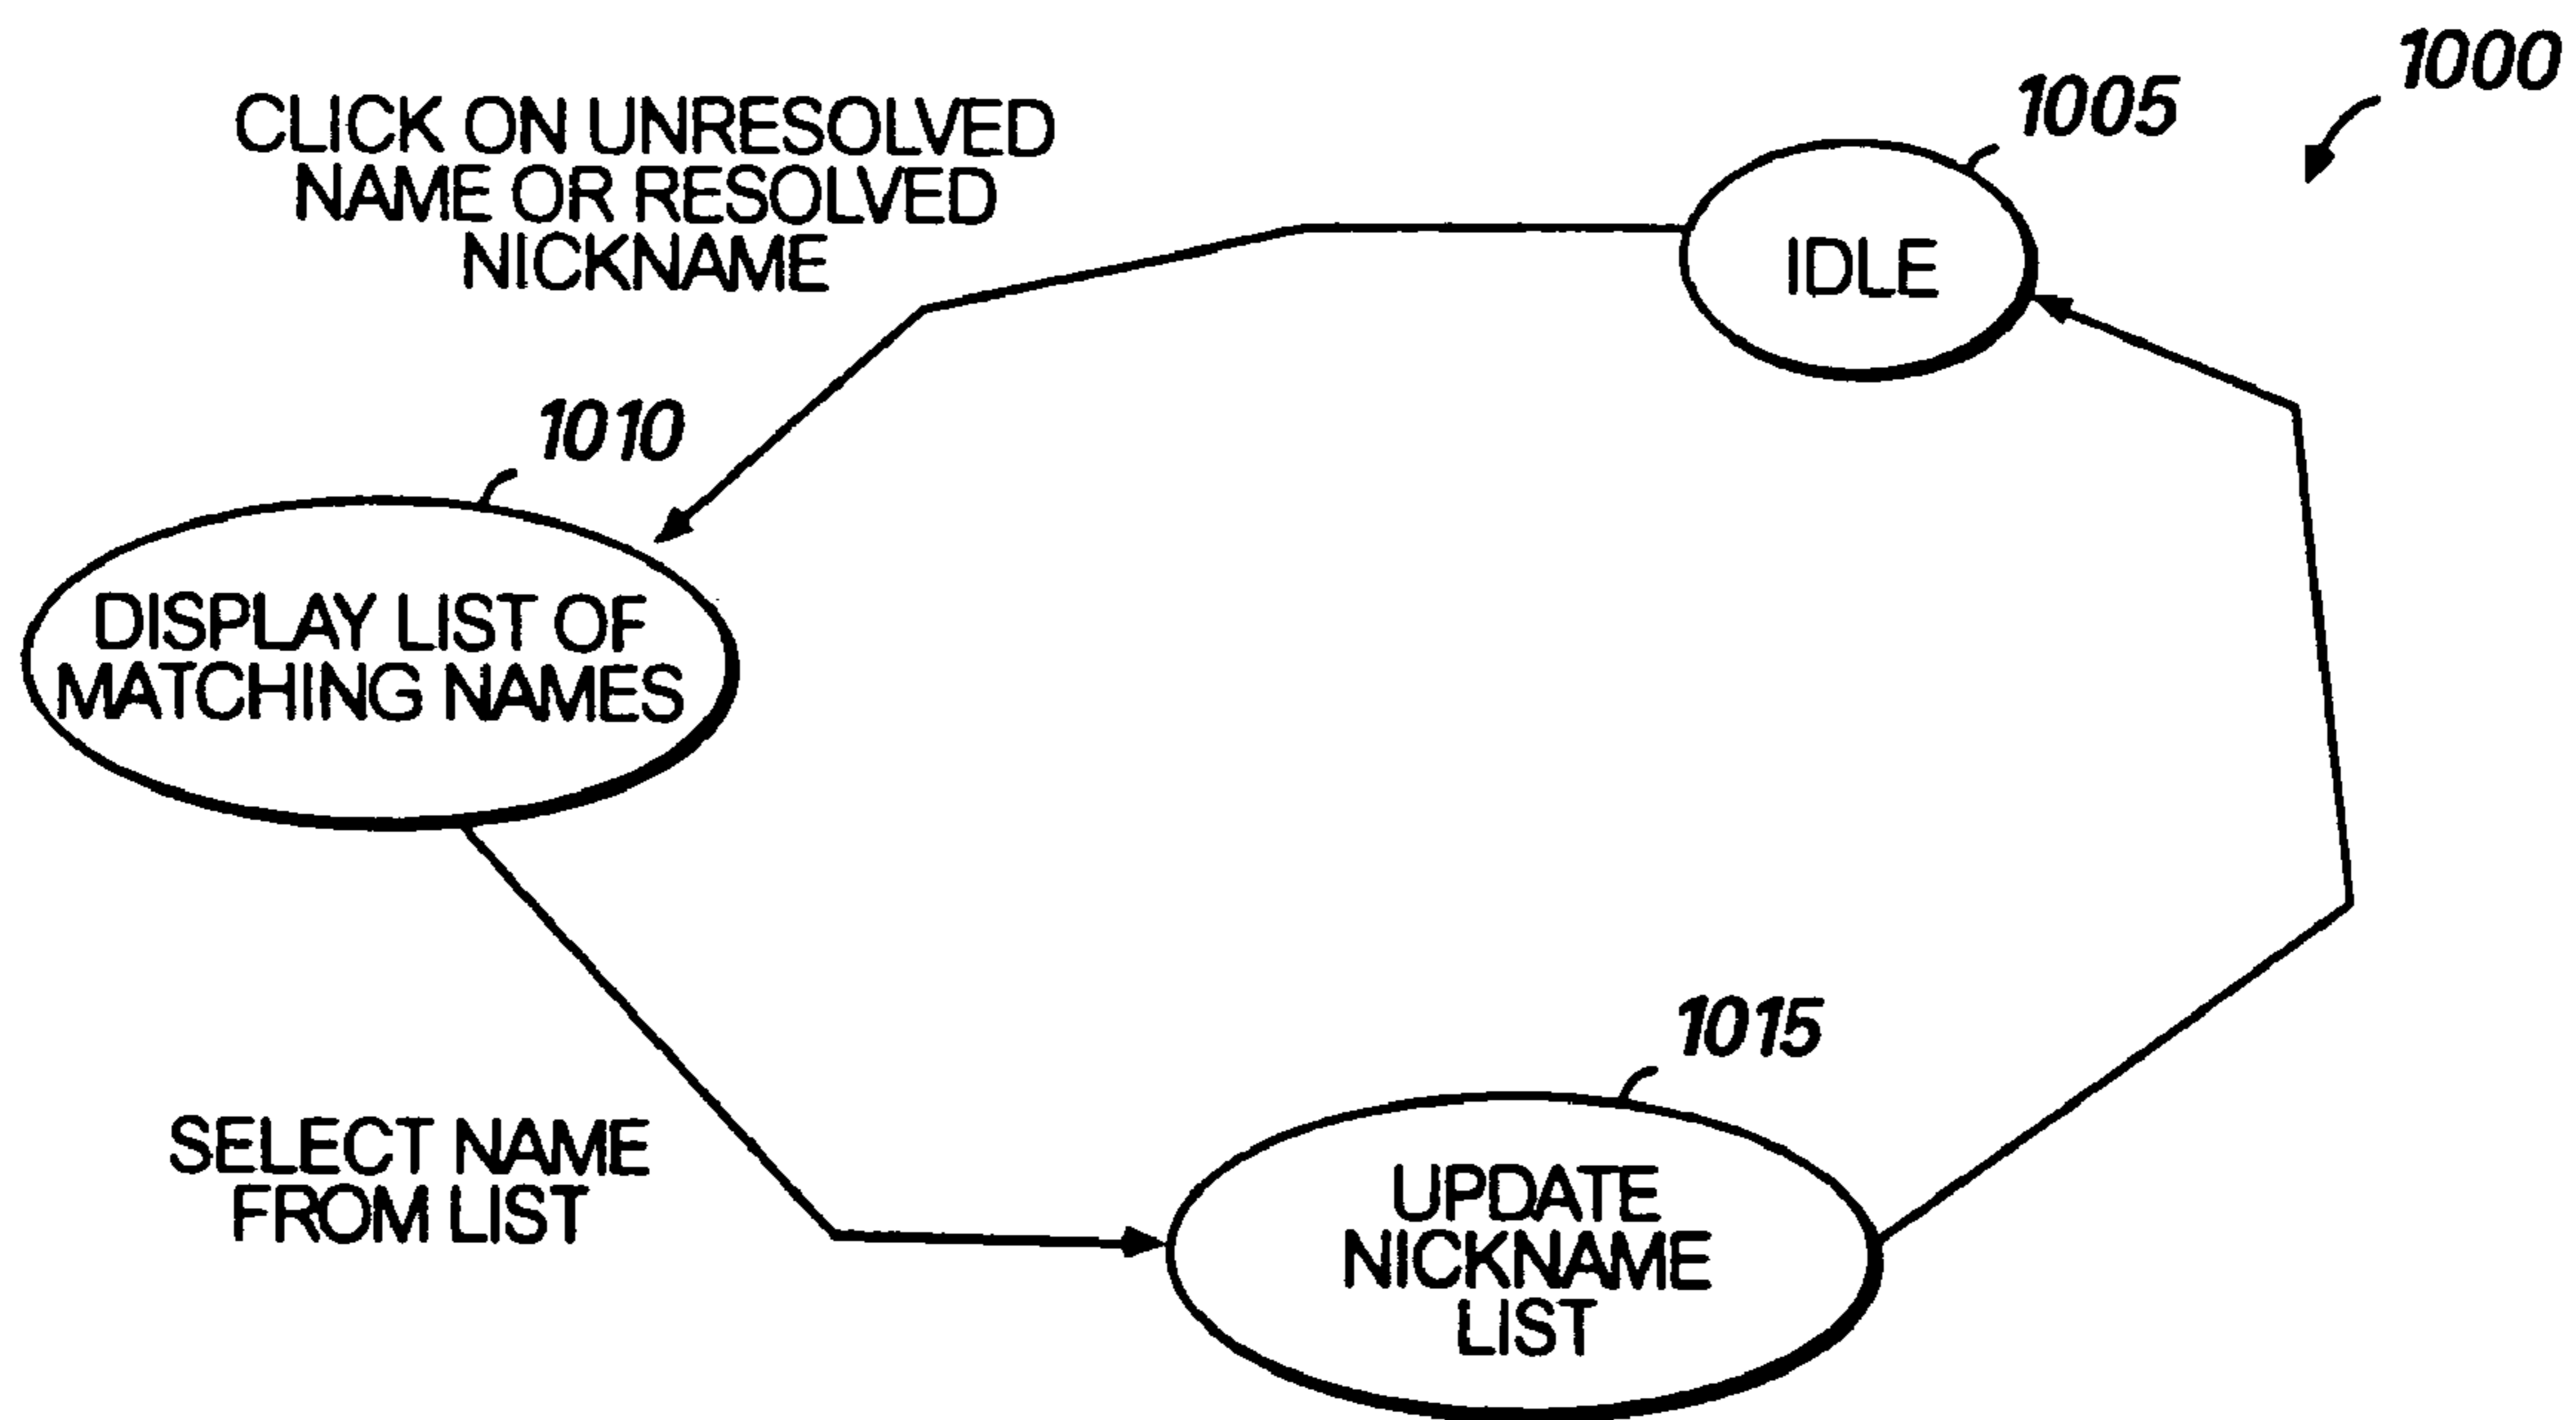 1000
1005
CLICK ON UNRESOLVED
NAME OR RESOLVED
NICKNAME
IDLE
1010
DISPLAY LIST OF
MATCHING NAMES
1015
SELECT NAME
FROM LIST
UPDATE
NICKNAME
LIST